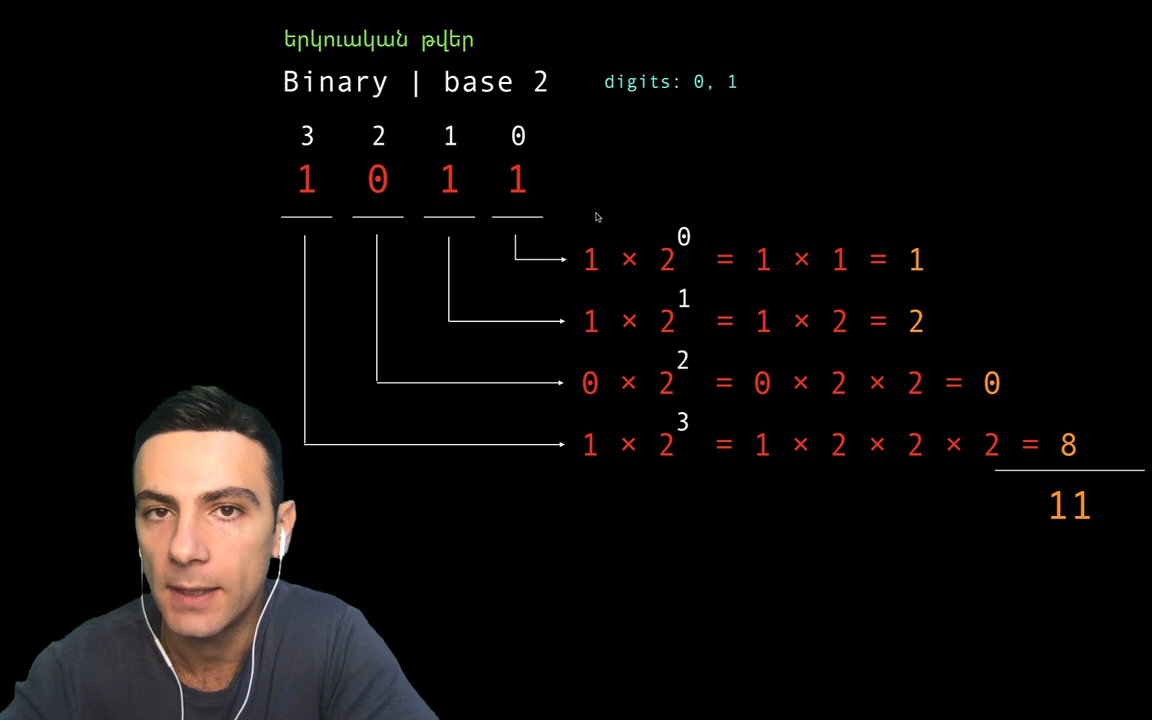 երկուական թվեր
Binary | base 2
digits: 0, 1
3 2 1 0
1 0 1 1
1 × 2⁰ = 1 × 1 = 1
1 × 2¹ = 1 × 2 = 2
0 × 2² = 0 × 2 × 2 = 0
1 × 2³ = 1 × 2 × 2 × 2 = 8
11